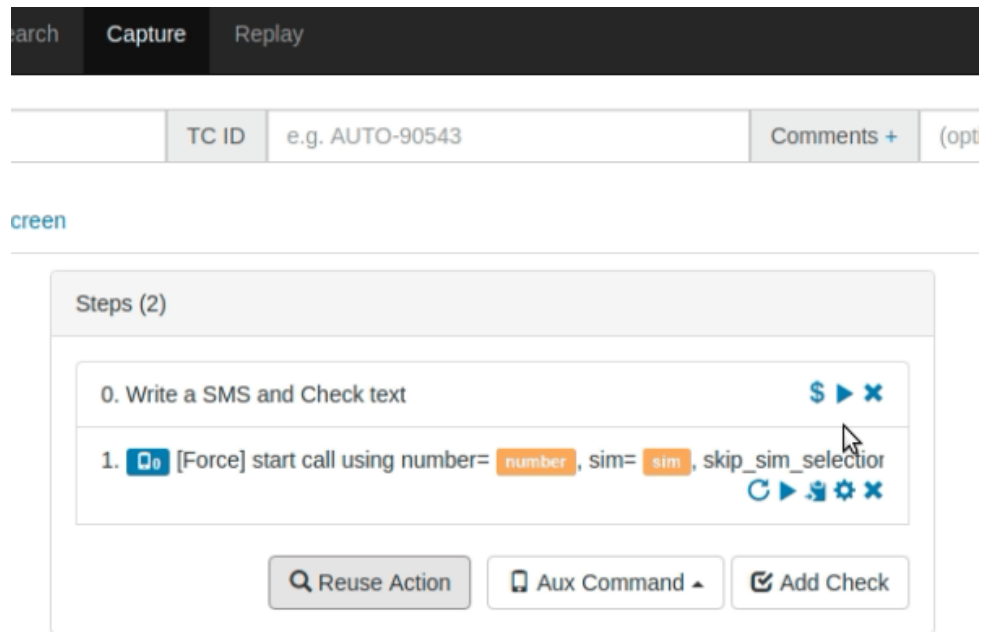 earch Capture Replay
TC ID e.g. AUTO-90543 Comments + (opt
creen
Steps (2)
0. Write a SMS and Check text $
1. 0 [Force] start call using number= number , sim= sim , skip_sim_selection
Reuse Action Aux Command Add Check